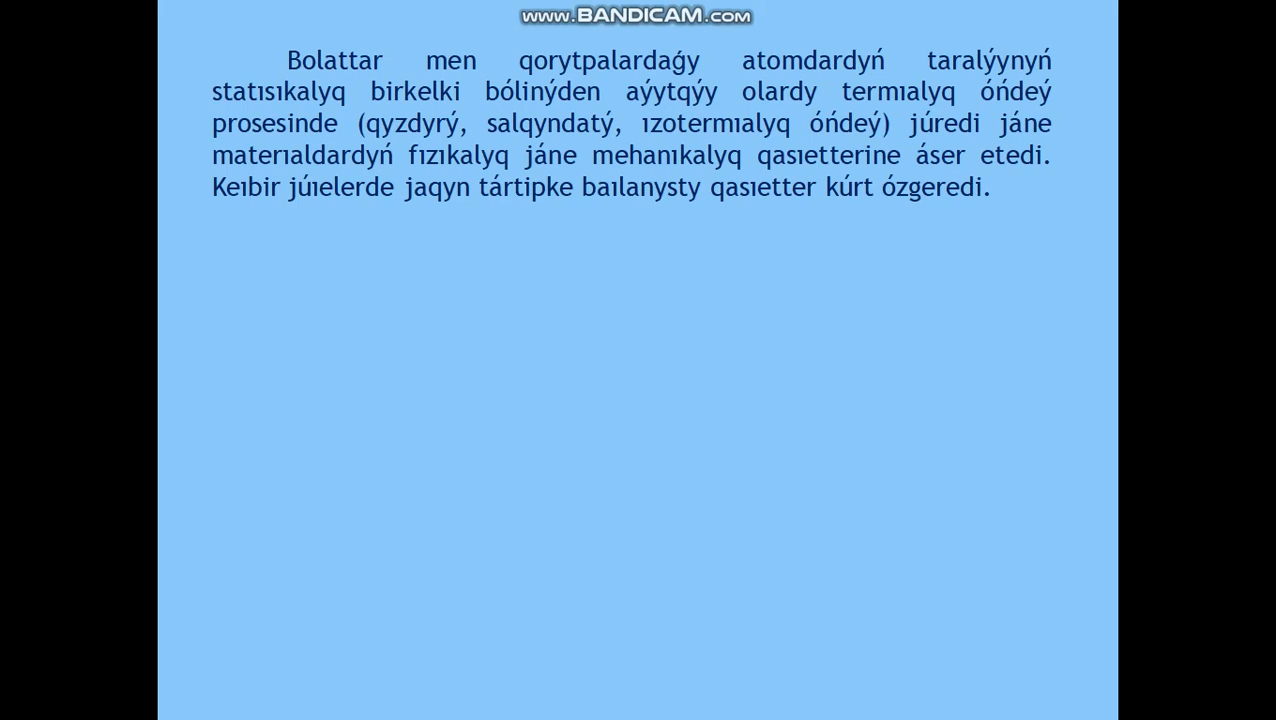 www.BANDICAM.com
Bolattar men qorytpalardaǵy atomdardyń taralýynyń
statısıkalyq birkelki bólinýden aýytqýy olardy termıalyq óńdeý
prosesinde (qyzdyrý, salqyndatý, ızotermıalyq óńdeý) júredi jáne
materıaldardyń fızıkalyq jáne mehanıkalyq qasıetterine áser etedi.
Keıbir júıelerde jaqyn tártipke baılanysty qasıetter kúrt ózgeredi.